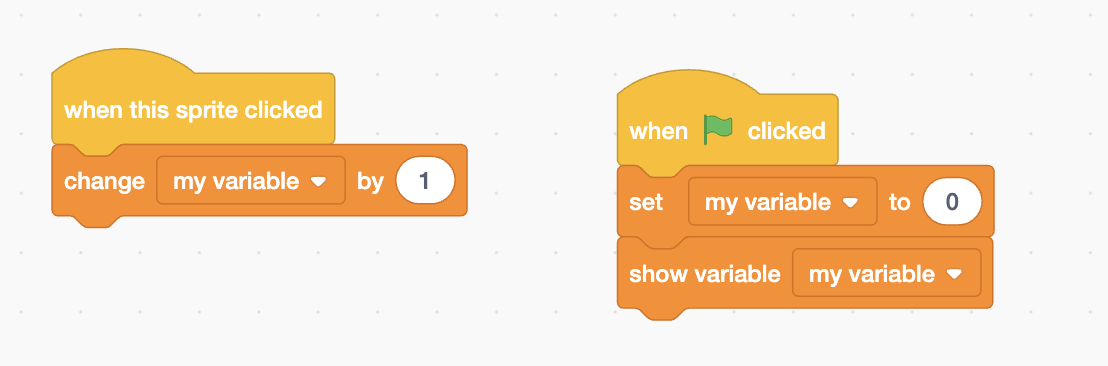 when this sprite clicked
change my variable by 1
when clicked
set my variable to 0
show variable my variable